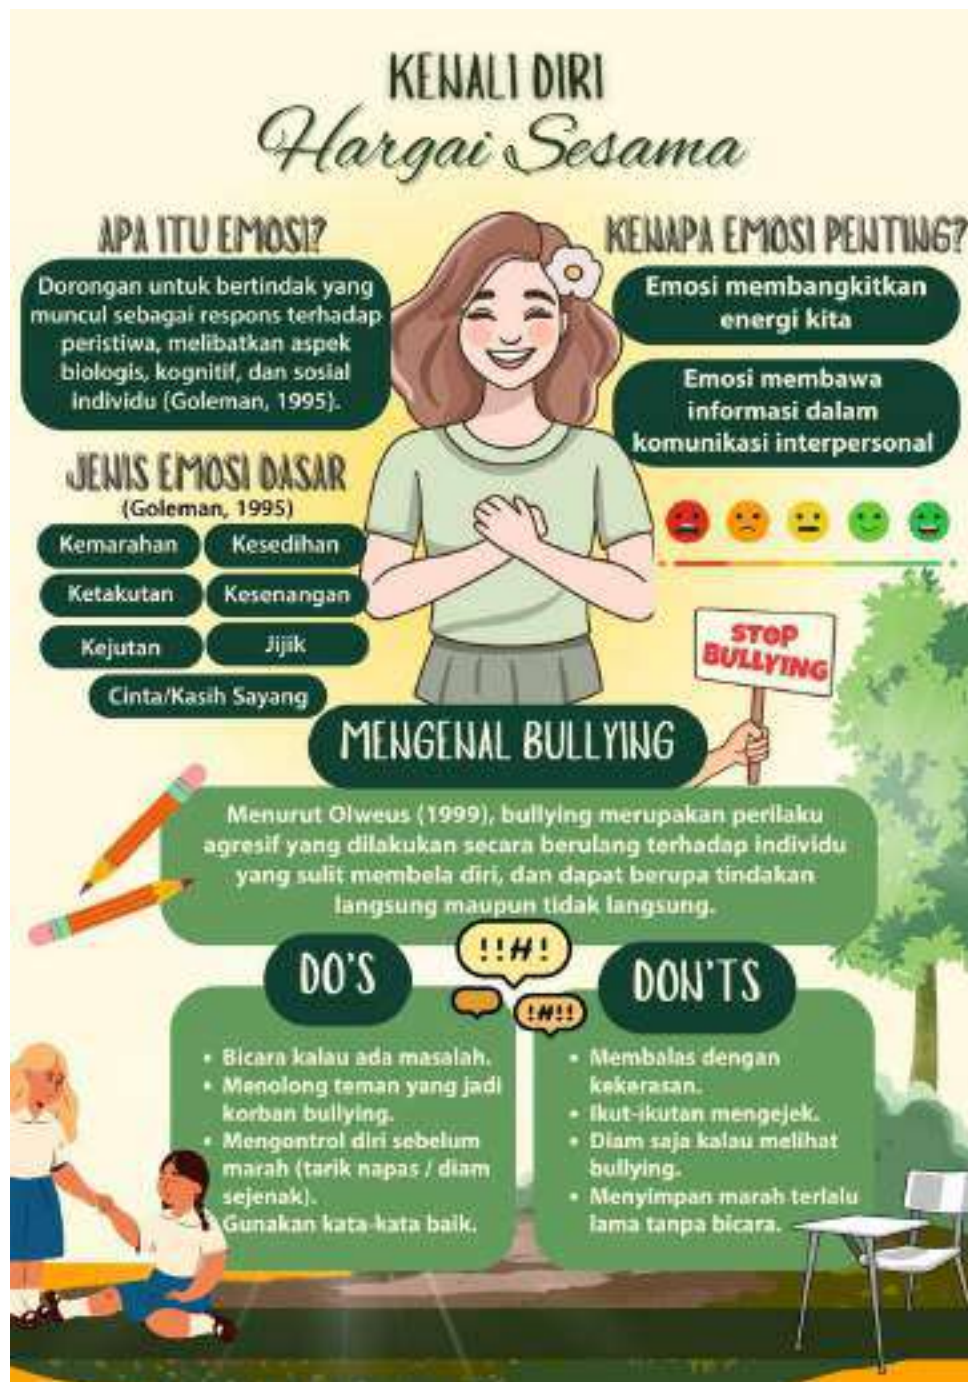 KENALI DIRI
Hargai Sesama
APA ITU EMOSI?
Dorongan untuk bertindak yang
muncul sebagai respons terhadap
peristiwa, melibatkan aspek
biologis, kognitif, dan sosial
individu (Goleman, 1995).
KENAPA EMOSI PENTING?
Emosi membangkitkan
energi kita
Emosi membawa
informasi dalam
komunikasi interpersonal
JENIS EMOSI DASAR
(Goleman, 1995)
Kemarahan
Kesedihan
Ketakutan
Kesenangan
Kejutan
Jijik
Cinta/Kasih Sayang
STOP
BULLYING
MENGENAL BULLYING
Menurut Olweus (1999), bullying merupakan perilaku
agresif yang dilakukan secara berulang terhadap individu
yang sulit membela diri, dan dapat berupa tindakan
langsung maupun tidak langsung.
!!#!
!#!!
DO'S
• Bicara kalau ada masalah.
• Menolong teman yang jadi
korban bullying.
• Mengontrol diri sebelum
marah (tarik napas / diam
sejenak).
Gunakan kata-kata baik.
DON'TS
• Membalas dengan
kekerasan.
• Ikut-ikutan mengejek.
• Diam saja kalau melihat
bullying.
• Menyimpan marah terlalu
lama tanpa bicara.